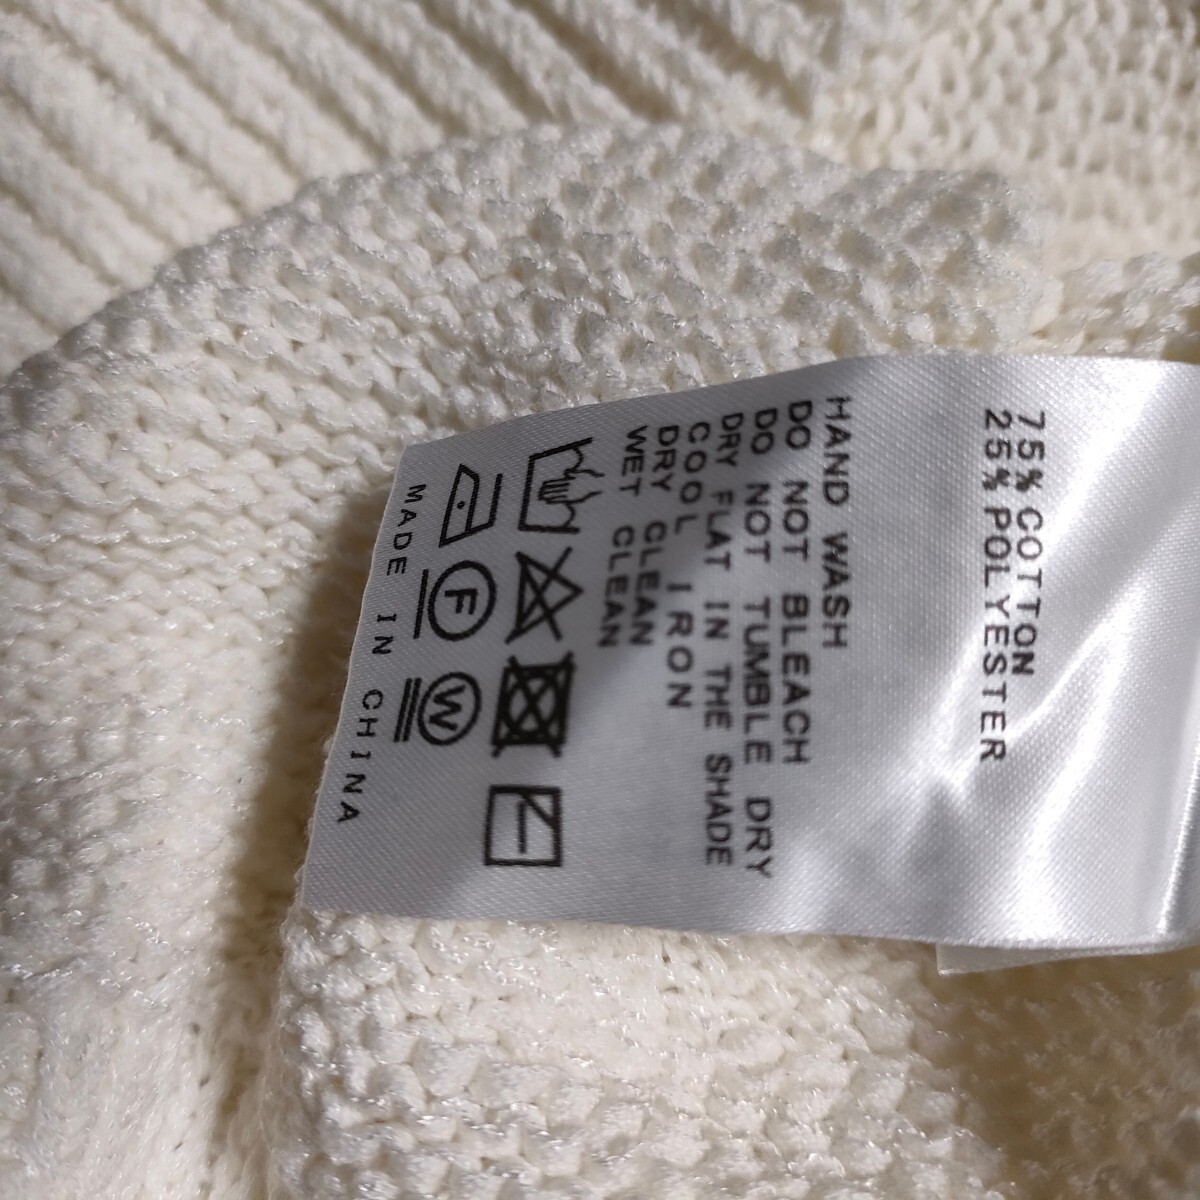 75% COTTON
25% POLYESTER
HAND WASH
DO NOT BLEACH
DO NOT TUMBLE DRY
DRY FLAT IN THE SHADE
COOL IRON
DRY CLEAN
WET CLEAN
F W
MADE IN CHINA